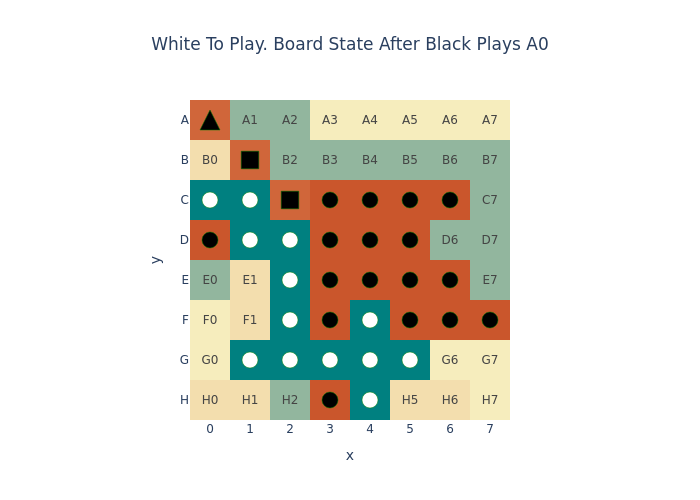 White To Play. Board State After Black Plays A0
A A1 A2 A3 A4 A5 A6 A7
B B0 B2 B3 B4 B5 B6 B7
C C7
D D6 D7
E E0 E1 E7
F F0 F1
G G0 G6 G7
H H0 H1 H2 H5 H6 H7
0 1 2 3 4 5 6 7
x
y